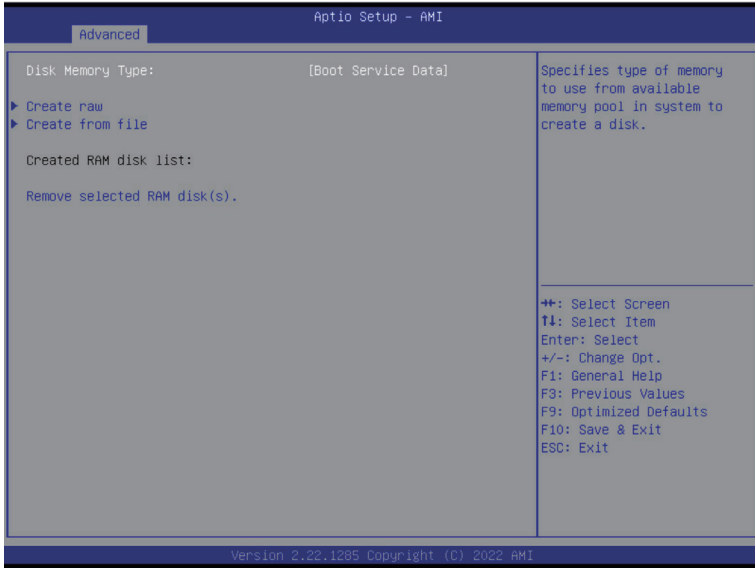 Aptio Setup - AMI
Advanced
Disk Memory Type: [Boot Service Data]
Create raw
Create from file
Created RAM disk list:
Remove selected RAM disk(s).
Specifies type of memory
to use from available
memory pool in system to
create a disk.
→←: Select Screen
↑↓: Select Item
Enter: Select
+/-: Change Opt.
F1: General Help
F3: Previous Values
F9: Optimized Defaults
F10: Save & Exit
ESC: Exit
Version 2.22.1285 Copyright (C) 2022 AMI